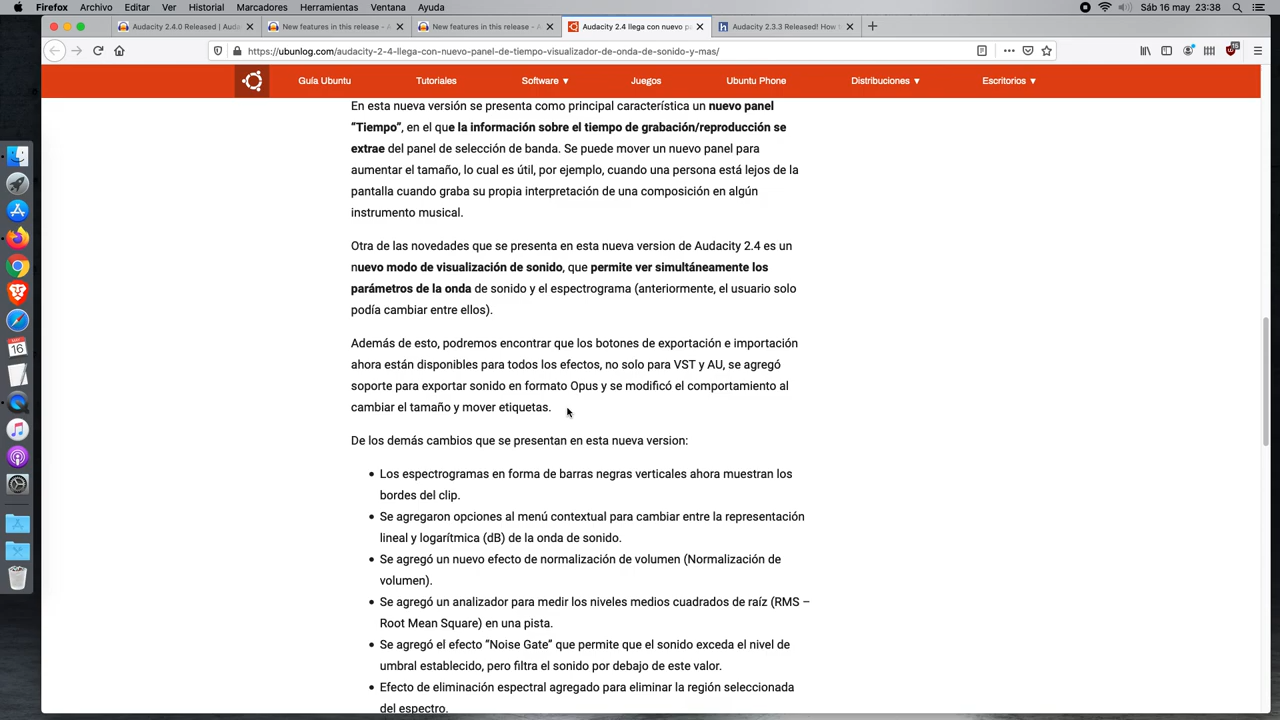 Firefox Archivo Editar Ver Historial Marcadores Herramientas Ventana Ayuda Sáb 16 may 23:38
Audacity 2.4.0 Released | Auda
New features in this release - A
New features in this release - A
Audacity 2.4 llega con nuevo pa
Audacity 2.3.3 Released! How t
https://ubunlog.com/audacity-2-4-llega-con-nuevo-panel-de-tiempo-visualizador-de-onda-de-sonido-y-mas/
Guía Ubuntu Tutoriales Software ▼ Juegos Ubuntu Phone Distribuciones ▼ Escritorios ▼
En esta nueva versión se presenta como principal característica un nuevo panel
“Tiempo”, en el que la información sobre el tiempo de grabación/reproducción se
extrae del panel de selección de banda. Se puede mover un nuevo panel para
aumentar el tamaño, lo cual es útil, por ejemplo, cuando una persona está lejos de la
pantalla cuando graba su propia interpretación de una composición en algún
instrumento musical.
Otra de las novedades que se presenta en esta nueva version de Audacity 2.4 es un
nuevo modo de visualización de sonido, que permite ver simultáneamente los
parámetros de la onda de sonido y el espectrograma (anteriormente, el usuario solo
podía cambiar entre ellos).
Además de esto, podremos encontrar que los botones de exportación e importación
ahora están disponibles para todos los efectos, no solo para VST y AU, se agregó
soporte para exportar sonido en formato Opus y se modificó el comportamiento al
cambiar el tamaño y mover etiquetas.
De los demás cambios que se presentan en esta nueva version:
• Los espectrogramas en forma de barras negras verticales ahora muestran los
bordes del clip.
• Se agregaron opciones al menú contextual para cambiar entre la representación
lineal y logarítmica (dB) de la onda de sonido.
• Se agregó un nuevo efecto de normalización de volumen (Normalización de
volumen).
• Se agregó un analizador para medir los niveles medios cuadrados de raíz (RMS –
Root Mean Square) en una pista.
• Se agregó el efecto “Noise Gate” que permite que el sonido exceda el nivel de
umbral establecido, pero filtra el sonido por debajo de este valor.
• Efecto de eliminación espectral agregado para eliminar la región seleccionada
del espectro.